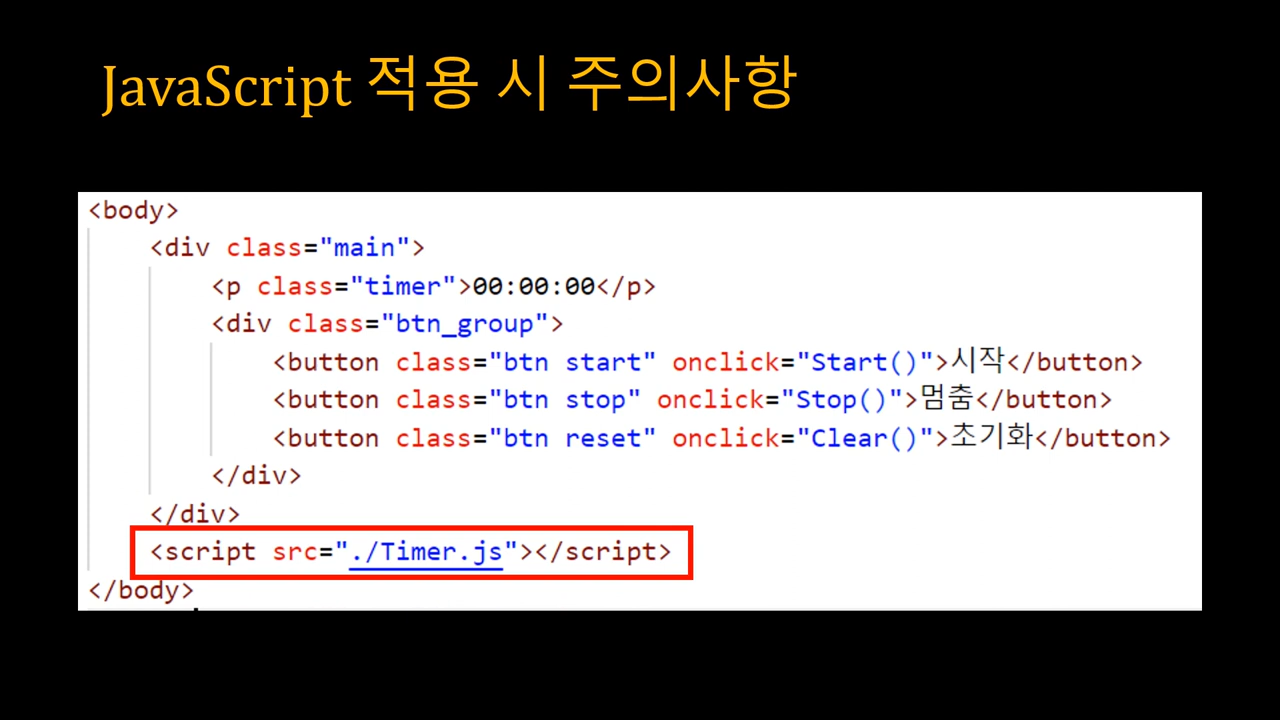 JavaScript 적용 시 주의사항
<body>
<div class="main">
<p class="timer">00:00:00</p>
<div class="btn_group">
<button class="btn start" onclick="Start()">시작</button>
<button class="btn stop" onclick="Stop()">멈춤</button>
<button class="btn reset" onclick="Clear()">초기화</button>
</div>
</div>
<script src="./Timer.js"></script>
</body>